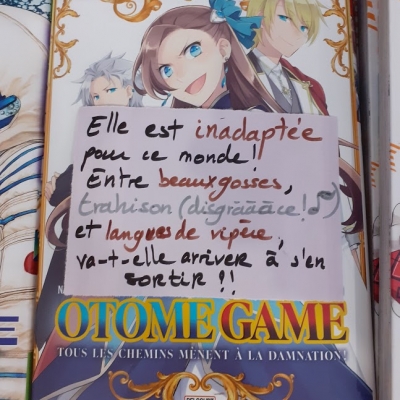 Elle est inadaptée
pour ce monde!
Entre beaux gosses,
trahison (disgrâââce!♫)
et langues de vipère,
va-t-elle arriver à s'en
sortir !!
OTOME GAME
TOUS LES CHEMINS MÈNENT À LA DAMNATION!